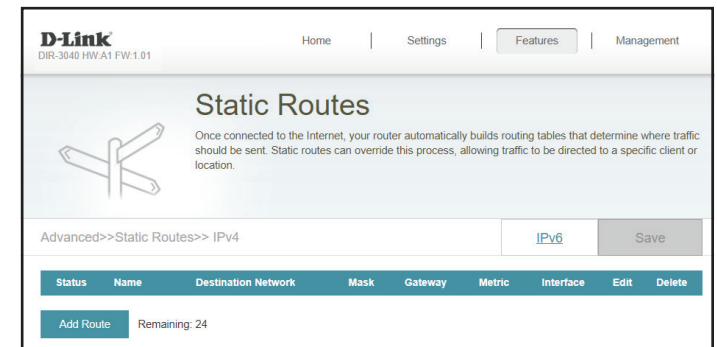 D-Link
DIR-3040 HW:A1 FW:1.01
Home | Settings | Features | Management
Static Routes
Once connected to the Internet, your router automatically builds routing tables that determine where traffic
should be sent. Static routes can override this process, allowing traffic to be directed to a specific client or
location.
Advanced>>Static Routes>> IPv4
IPv6
Save
Status Name Destination Network Mask Gateway Metric Interface Edit Delete
Add Route Remaining: 24